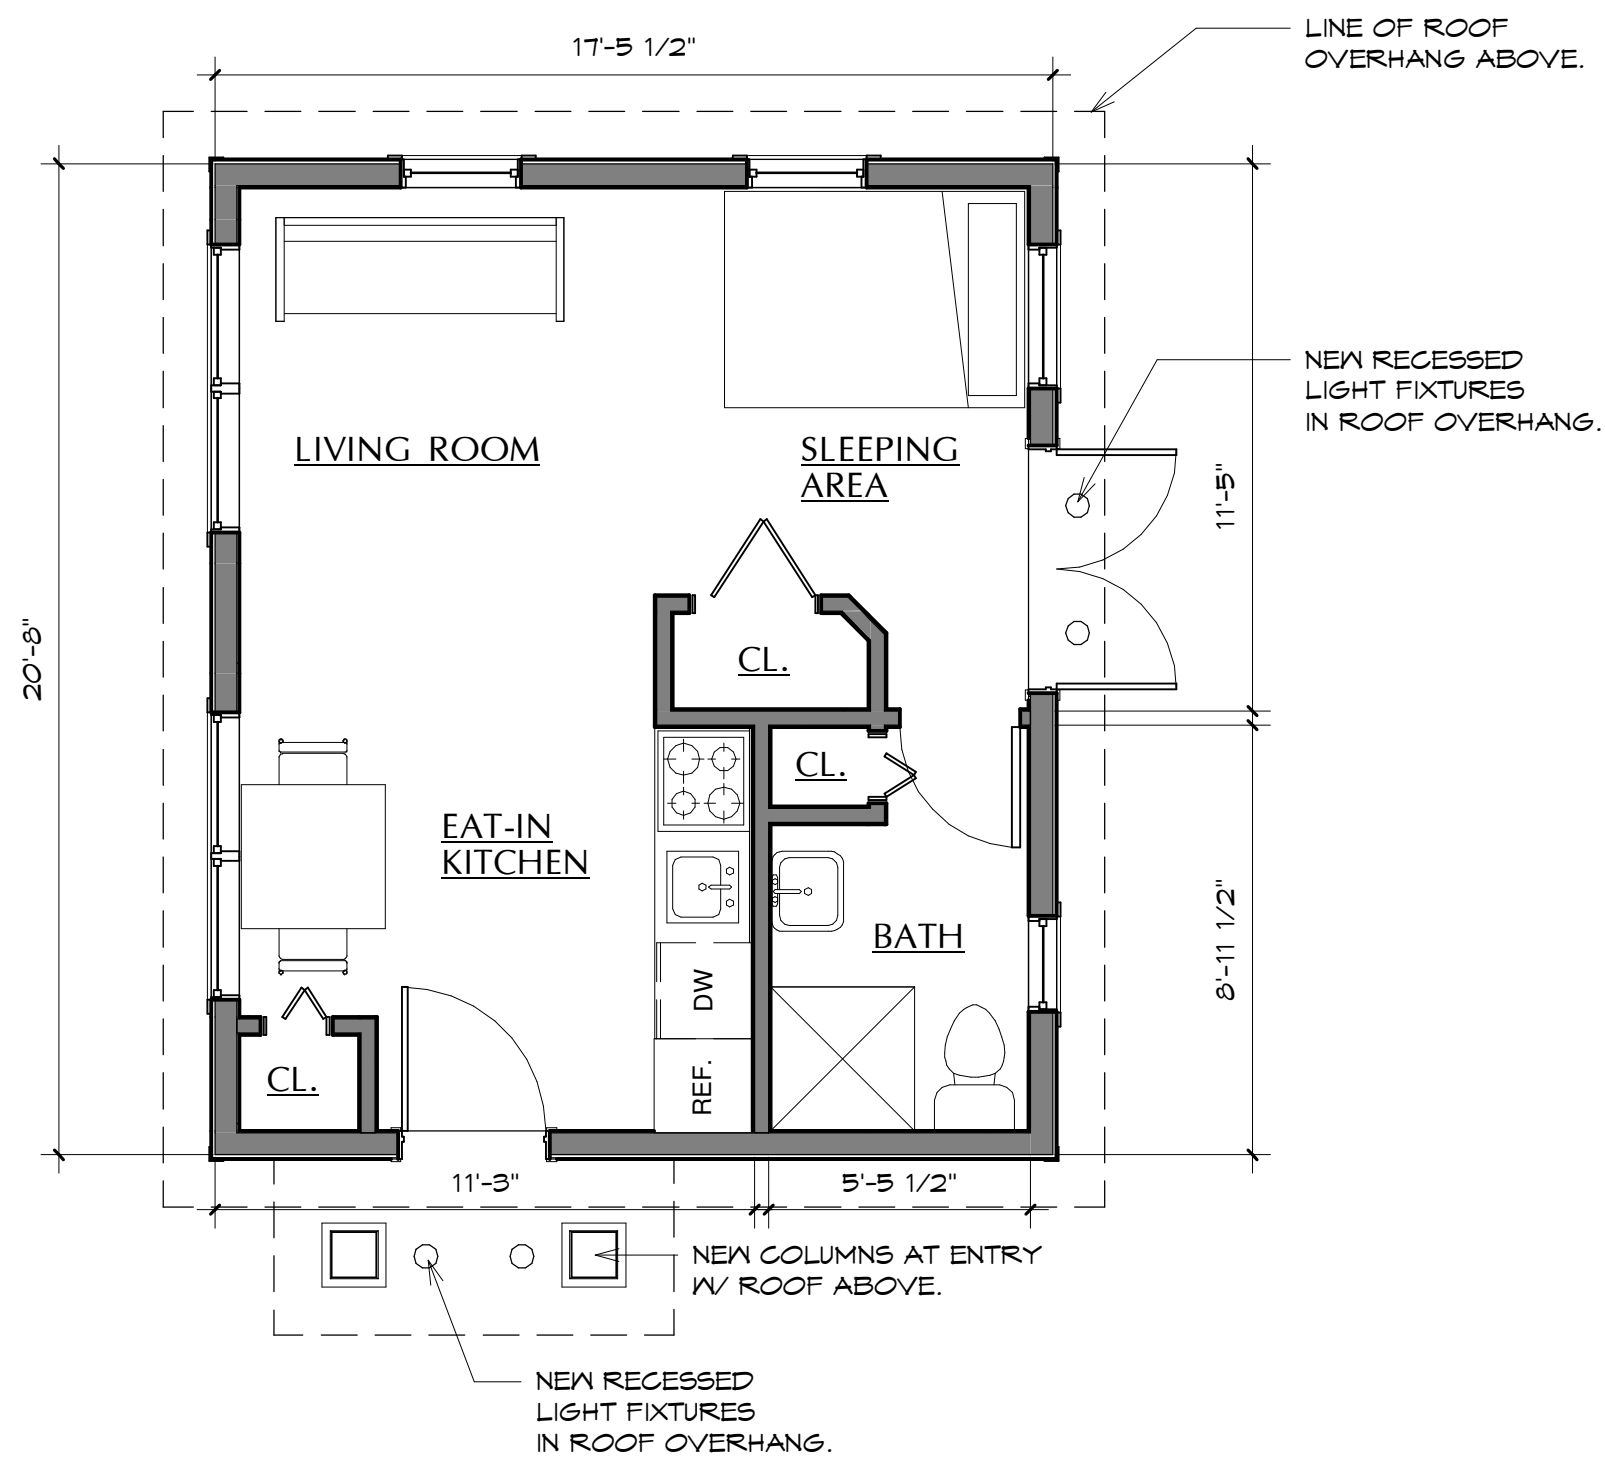 17'-5 1/2"
LINE OF ROOF
OVERHANG ABOVE.
NEW RECESSED
LIGHT FIXTURES
IN ROOF OVERHANG.
LIVING ROOM
SLEEPING
AREA
11'-5"
20'-8"
CL.
CL.
EAT-IN
KITCHEN
BATH
8'-11 1/2"
DW
REF.
CL.
11'-3"
5'-5 1/2"
NEW COLUMNS AT ENTRY
W/ ROOF ABOVE.
NEW RECESSED
LIGHT FIXTURES
IN ROOF OVERHANG.